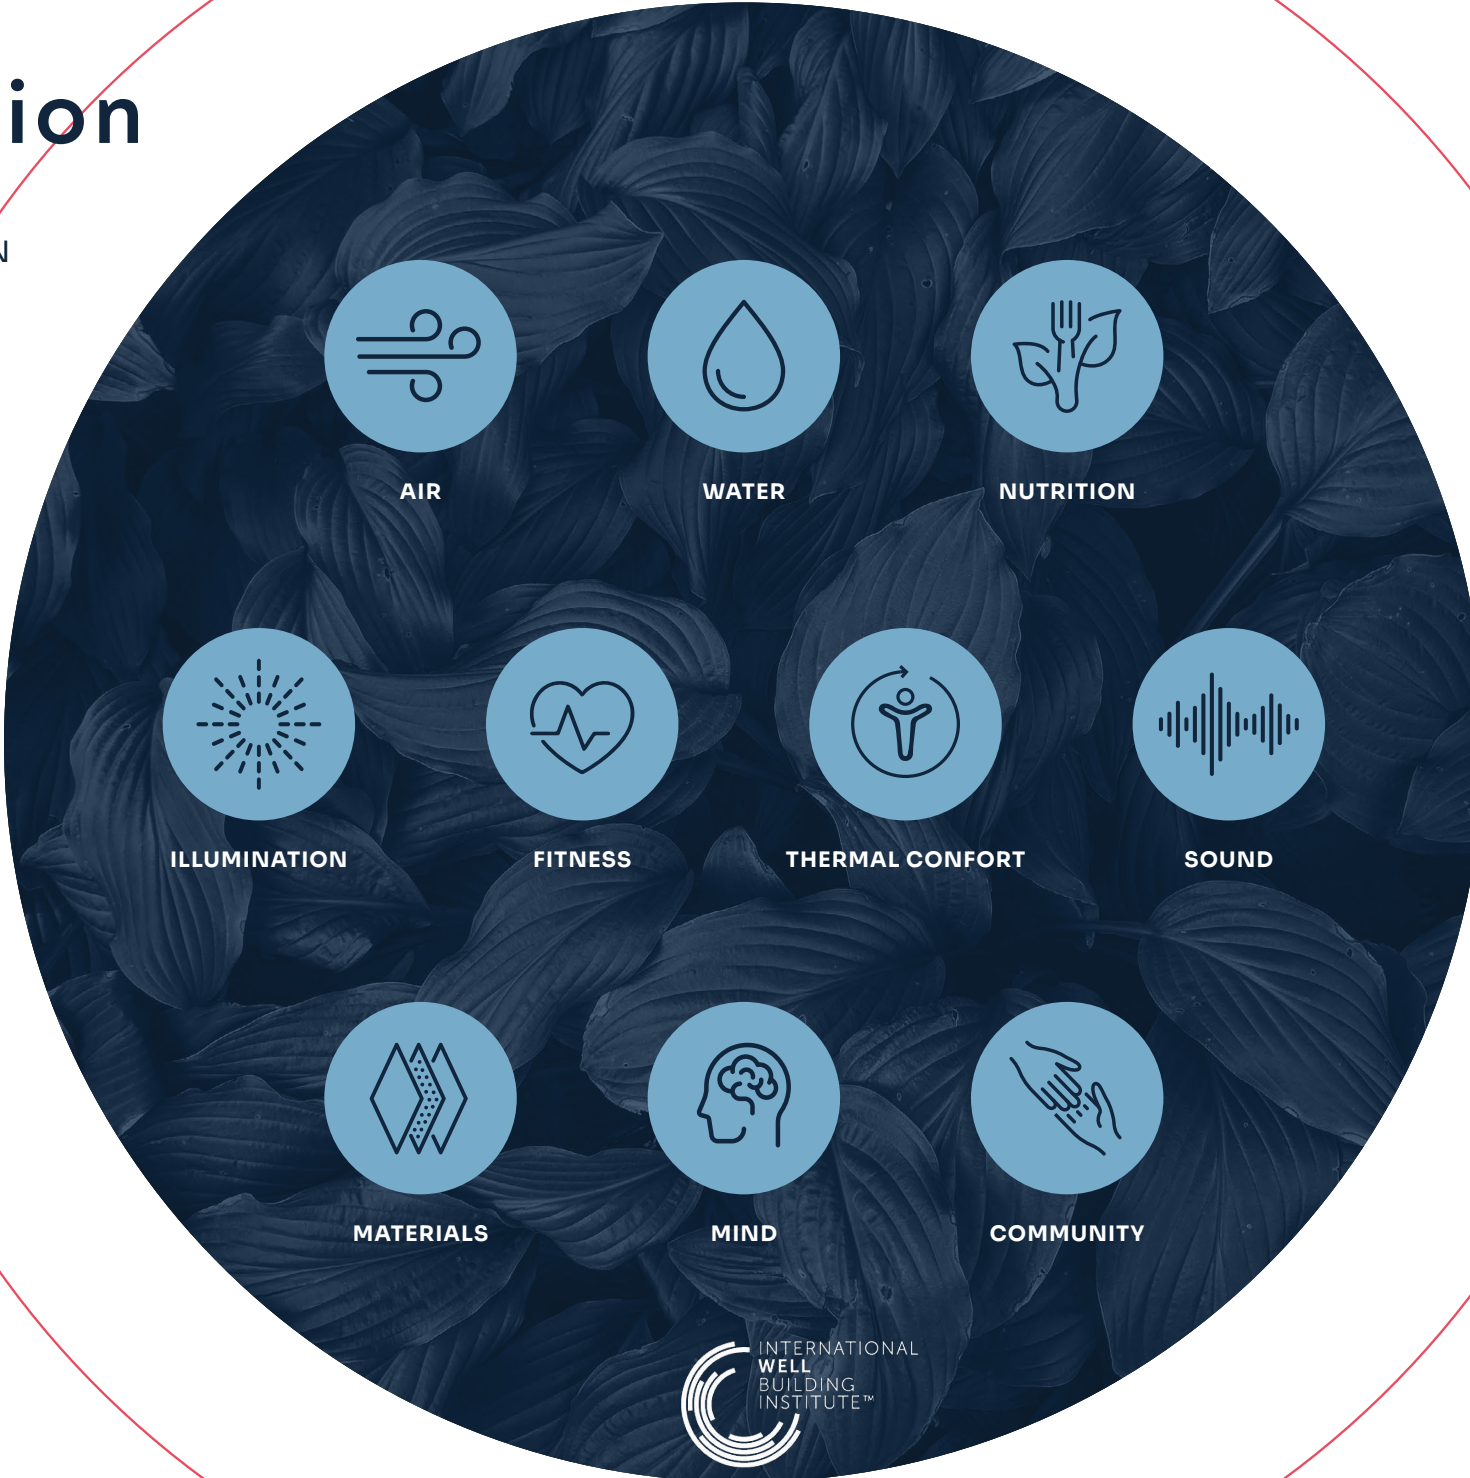 ion
N
AIR
WATER
NUTRITION
ILLUMINATION
FITNESS
THERMAL CONFORT
SOUND
MATERIALS
MIND
COMMUNITY
INTERNATIONAL
WELL
BUILDING
INSTITUTE™